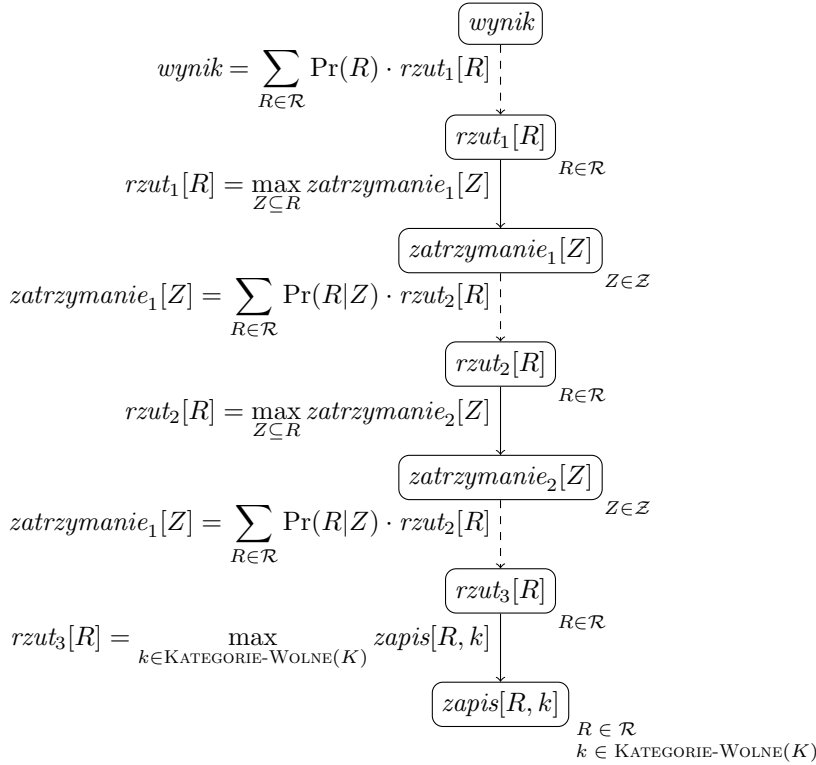 wynik
wynik = ∑_{R∈ℛ} Pr(R) · rzut₁[R]
rzut₁[R]
R∈ℛ
rzut₁[R] = max_{Z⊆R} zatrzymanie₁[Z]
zatrzymanie₁[Z]
Z∈𝒵
zatrzymanie₁[Z] = ∑_{R∈ℛ} Pr(R|Z) · rzut₂[R]
rzut₂[R]
R∈ℛ
rzut₂[R] = max_{Z⊆R} zatrzymanie₂[Z]
zatrzymanie₂[Z]
Z∈𝒵
zatrzymanie₁[Z] = ∑_{R∈ℛ} Pr(R|Z) · rzut₂[R]
rzut₃[R]
R∈ℛ
rzut₃[R] = max_{k∈KATEGORIE-WOLNE(K)} zapis[R, k]
zapis[R, k]
R ∈ ℛ
k ∈ KATEGORIE-WOLNE(K)